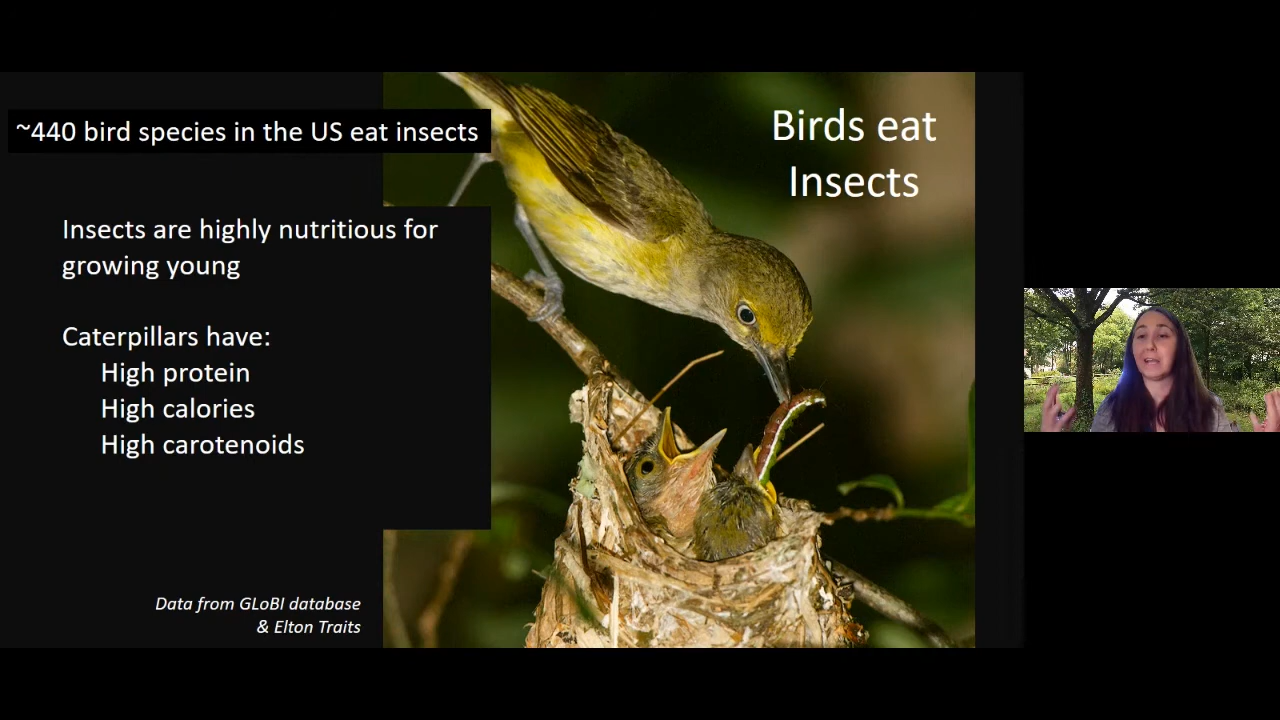 ~440 bird species in the US eat insects
Birds eat
Insects
Insects are highly nutritious for
growing young
Caterpillars have:
High protein
High calories
High carotenoids
Data from GLoBI database
& Elton Traits